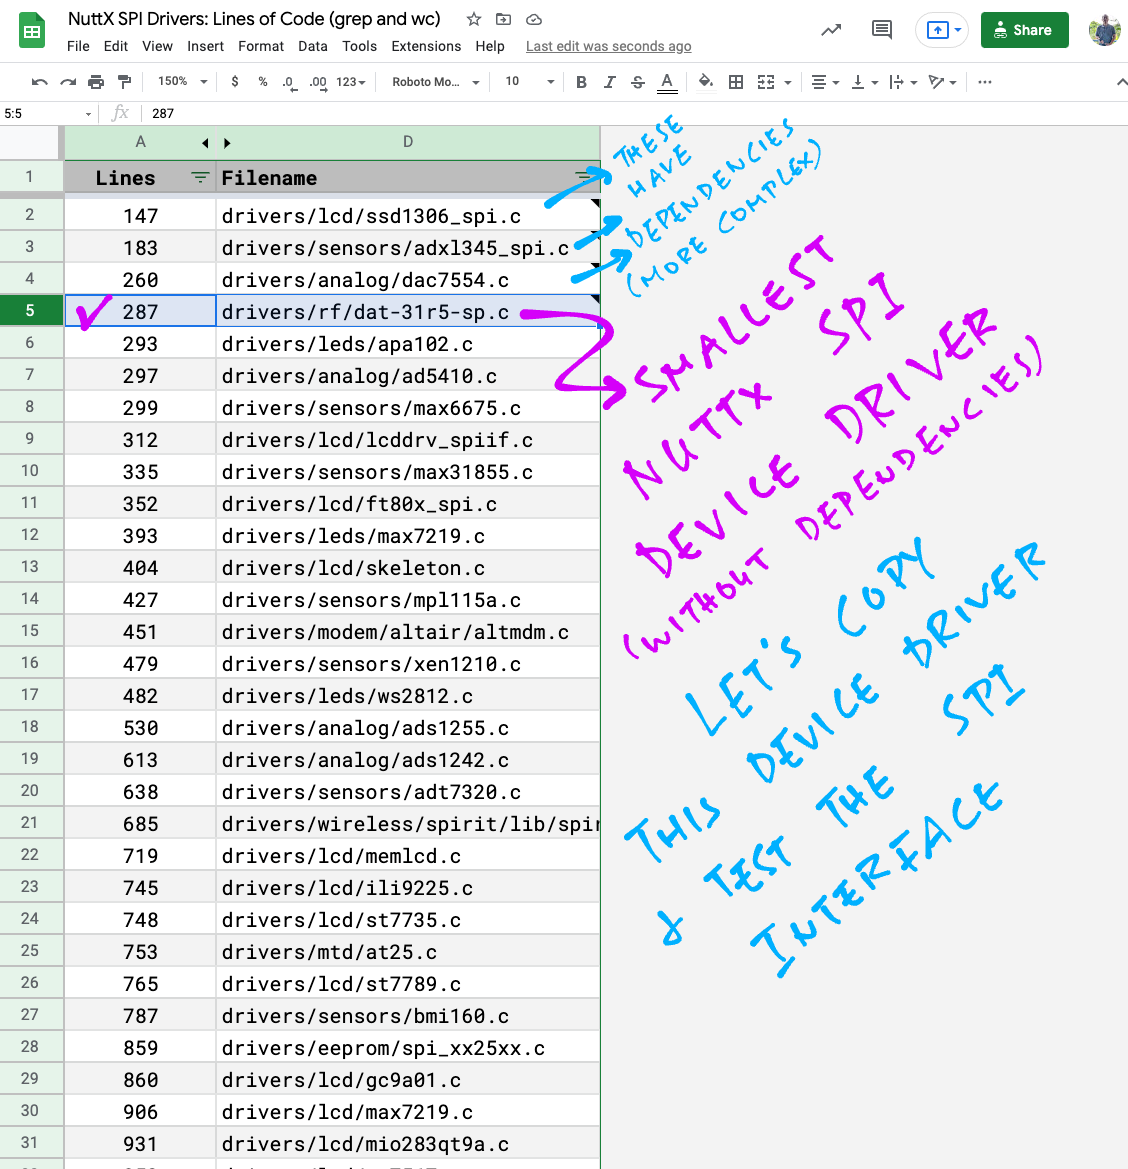 NuttX SPI Drivers: Lines of Code (grep and wc)
File Edit View Insert Format Data Tools Extensions Help Last edit was seconds ago
Share
150% $ % .0 .00 123 Roboto Mo... 10 B I S A
5:5 fx 287
A D
1 Lines Filename
2 147 drivers/lcd/ssd1306_spi.c
3 183 drivers/sensors/adxl345_spi.c
4 260 drivers/analog/dac7554.c
5 287 drivers/rf/dat-31r5-sp.c
6 293 drivers/leds/apa102.c
7 297 drivers/analog/ad5410.c
8 299 drivers/sensors/max6675.c
9 312 drivers/lcd/lcddrv_spiif.c
10 335 drivers/sensors/max31855.c
11 352 drivers/lcd/ft80x_spi.c
12 393 drivers/leds/max7219.c
13 404 drivers/lcd/skeleton.c
14 427 drivers/sensors/mpl115a.c
15 451 drivers/modem/altair/altmdm.c
16 479 drivers/sensors/xen1210.c
17 482 drivers/leds/ws2812.c
18 530 drivers/analog/ads1255.c
19 613 drivers/analog/ads1242.c
20 638 drivers/sensors/adt7320.c
21 685 drivers/wireless/spirit/lib/spir
22 719 drivers/lcd/memlcd.c
23 745 drivers/lcd/ili9225.c
24 748 drivers/lcd/st7735.c
25 753 drivers/mtd/at25.c
26 765 drivers/lcd/st7789.c
27 787 drivers/sensors/bmi160.c
28 859 drivers/eeprom/spi_xx25xx.c
29 860 drivers/lcd/gc9a01.c
30 906 drivers/lcd/max7219.c
31 931 drivers/lcd/mio283qt9a.c
THESE
HAVE
DEPENDENCIES
(MORE COMPLEX)
SMALLEST
NUTTX SPI
DEVICE DRIVER
(WITHOUT DEPENDENCIES)
LET'S COPY
THIS DEVICE DRIVER
& TEST THE SPI
INTERFACE